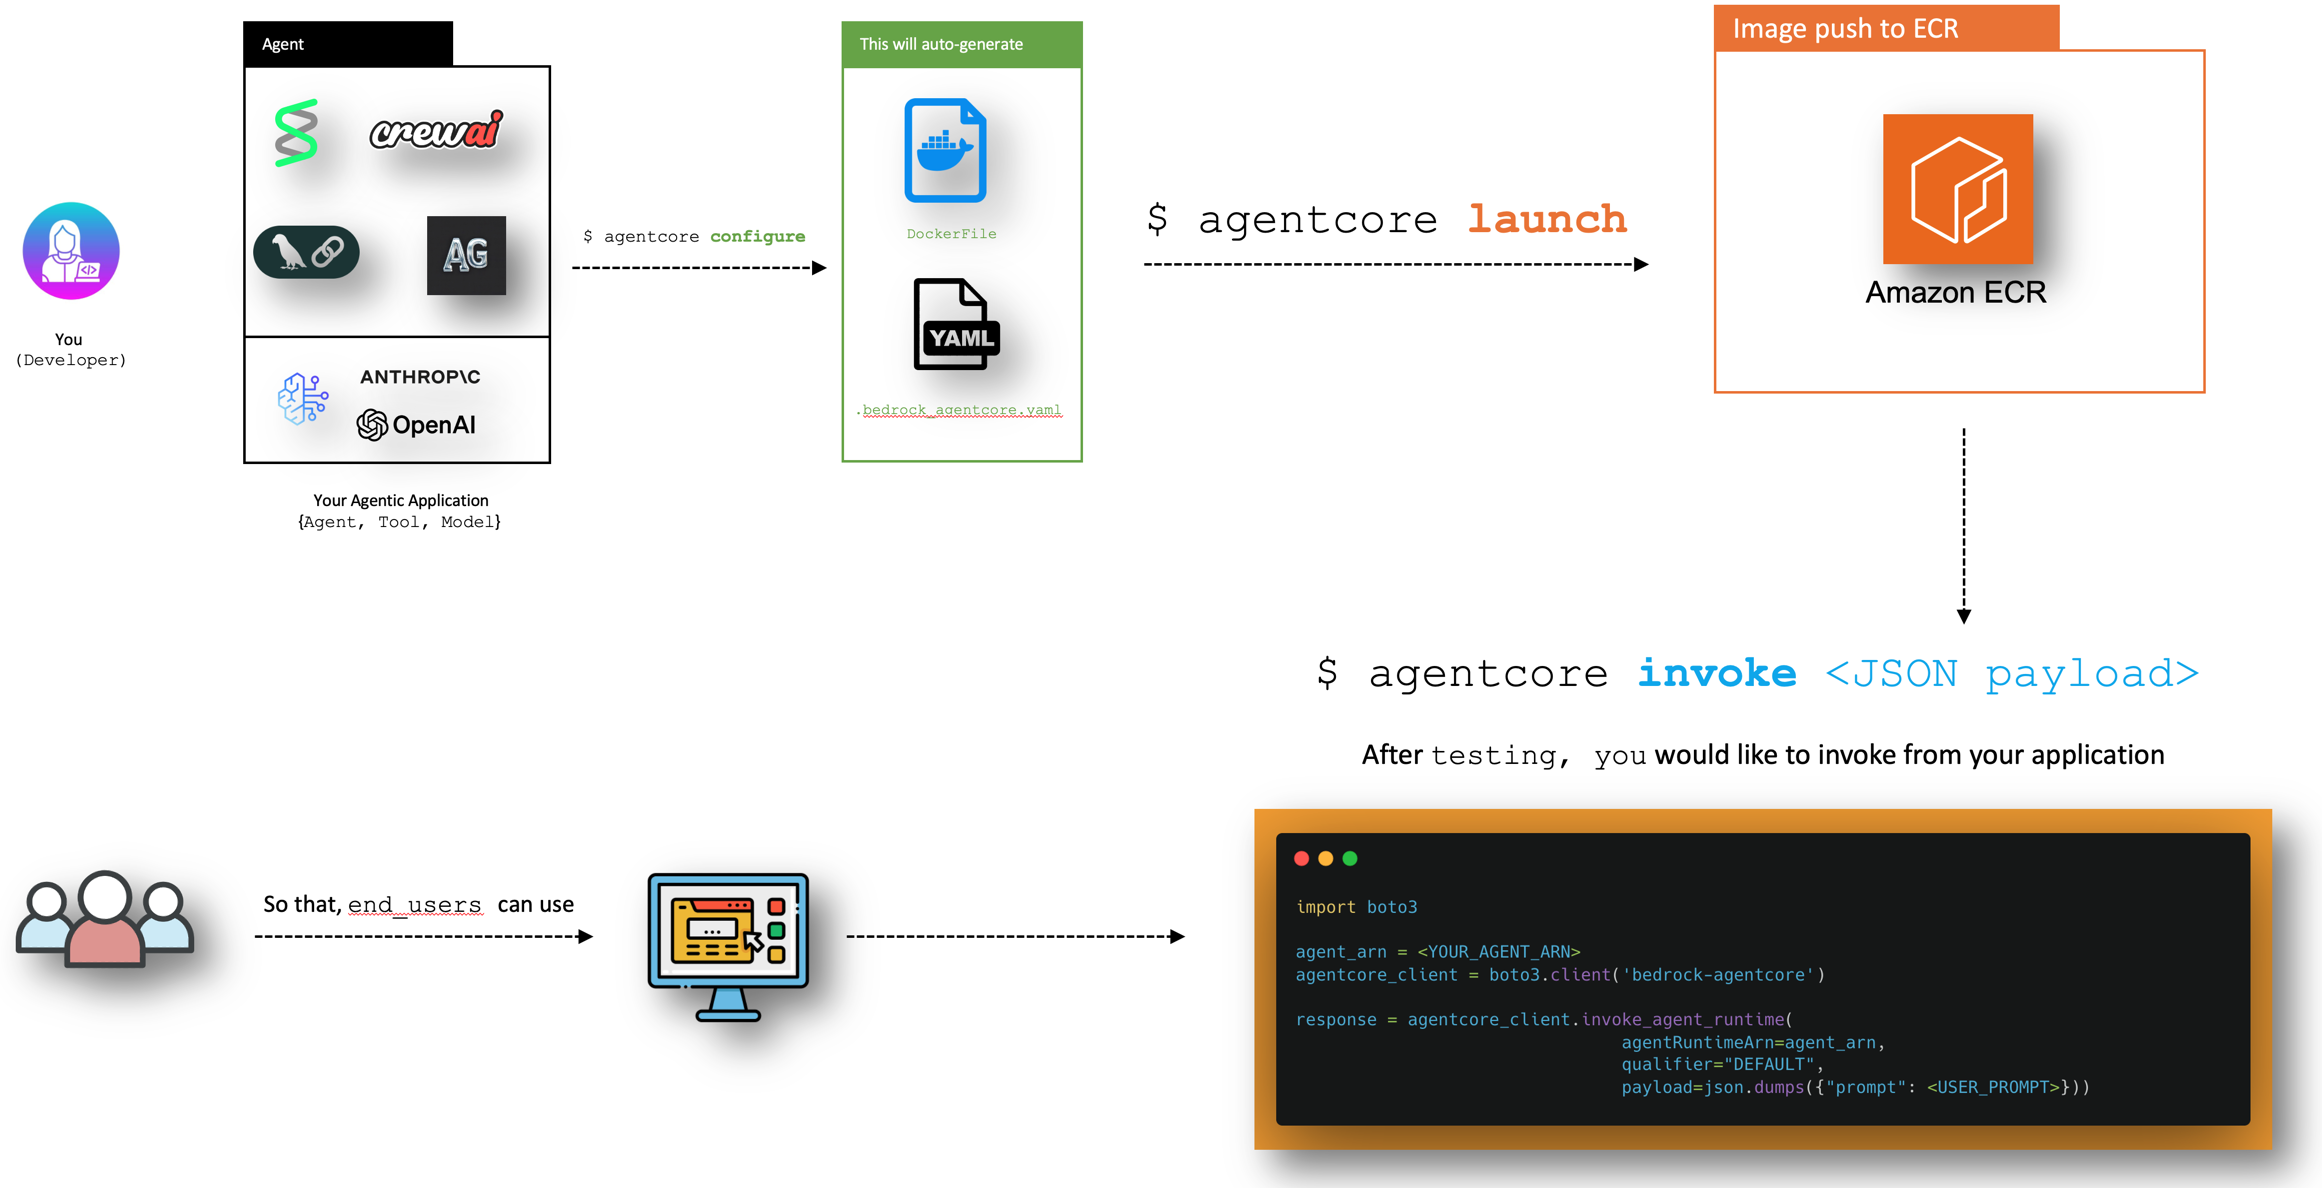 Agent
crewai
AG
ANTHROP\C
OpenAI
You
(Developer)
Your Agentic Application
{Agent, Tool, Model}
$ agentcore configure
This will auto-generate
DockerFile
YAML
.bedrock_agentcore.yaml
$ agentcore launch
Image push to ECR
Amazon ECR
$ agentcore invoke <JSON payload>
After testing, you would like to invoke from your application
So that, end_users can use
import boto3
agent_arn = <YOUR_AGENT_ARN>
agentcore_client = boto3.client('bedrock-agentcore')
response = agentcore_client.invoke_agent_runtime(
agentRuntimeArn=agent_arn,
qualifier="DEFAULT",
payload=json.dumps({"prompt": <USER_PROMPT>}))